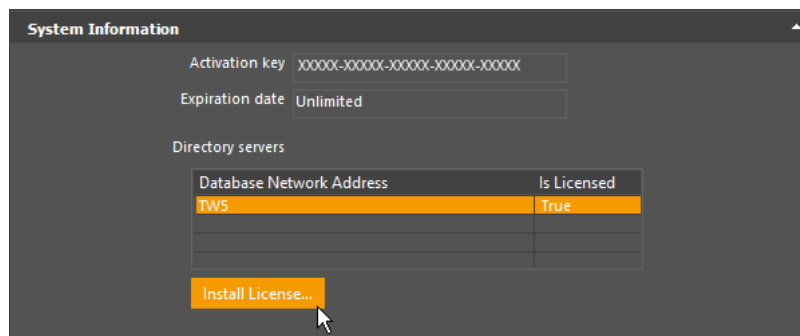 System Information
Activation key XXXXX-XXXXX-XXXXX-XXXXX-XXXXX
Expiration date Unlimited
Directory servers
Database Network Address Is Licensed
TW5 True
Install License...